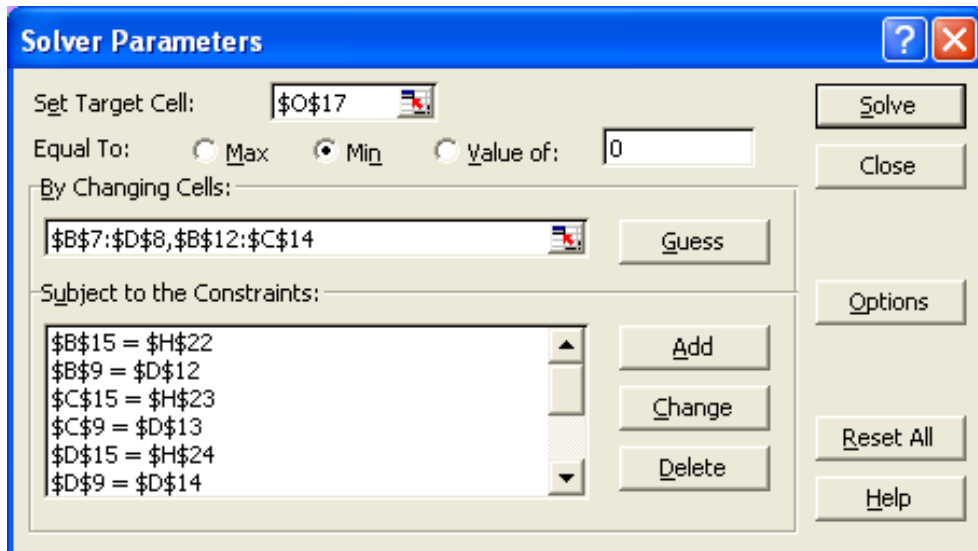 Solver Parameters
Set Target Cell: $O$17 Solve
Equal To: Max Min Value of: 0 Close
By Changing Cells:
$B$7:$D$8,$B$12:$C$14 Guess
Subject to the Constraints: Options
$B$15 = $H$22 Add
$B$9 = $D$12
$C$15 = $H$23 Change
$C$9 = $D$13 Reset All
$D$15 = $H$24 Delete
$D$9 = $D$14 Help